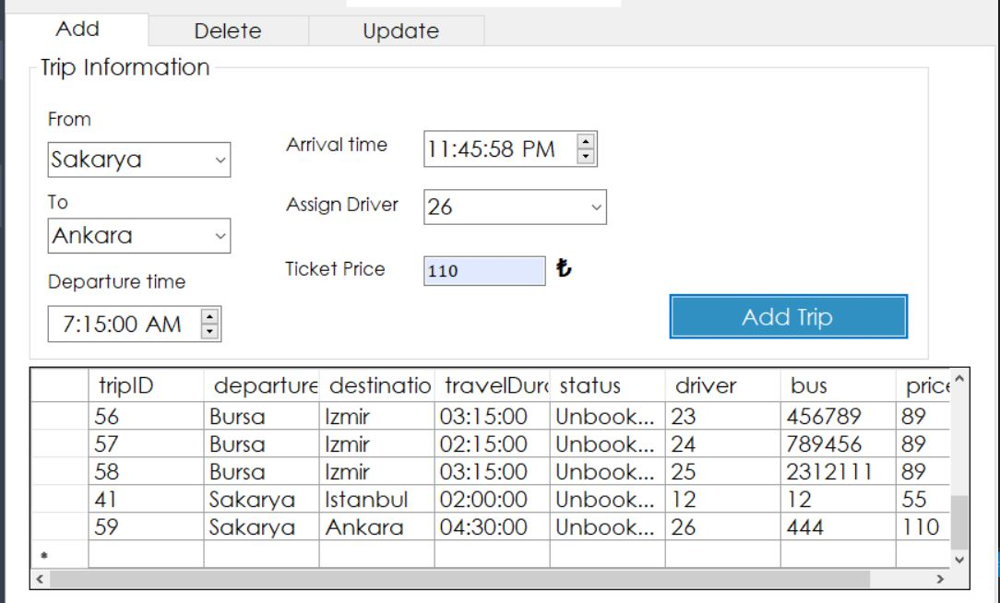 Add Delete Update
Trip Information
From
Sakarya
To
Ankara
Departure time
7:15:00 AM
Arrival time 11:45:58 PM
Assign Driver 26
Ticket Price 110 ₺
Add Trip
tripID departure destinatio travelDura status driver bus price
56 Bursa Izmir 03:15:00 Unbook... 23 456789 89
57 Bursa Izmir 02:15:00 Unbook... 24 789456 89
58 Bursa Izmir 03:15:00 Unbook... 25 2312111 89
41 Sakarya Istanbul 02:00:00 Unbook... 12 12 55
59 Sakarya Ankara 04:30:00 Unbook... 26 444 110
*